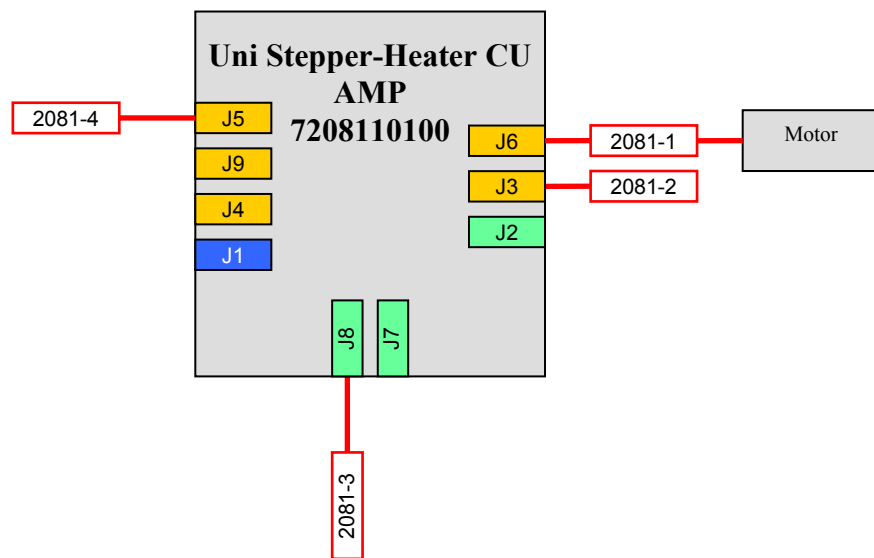 Uni Stepper-Heater CU
AMP
7208110100
2081-4
J5
J9
J4
J1
J6
2081-1
Motor
J3
2081-2
J2
J8
J7
2081-3